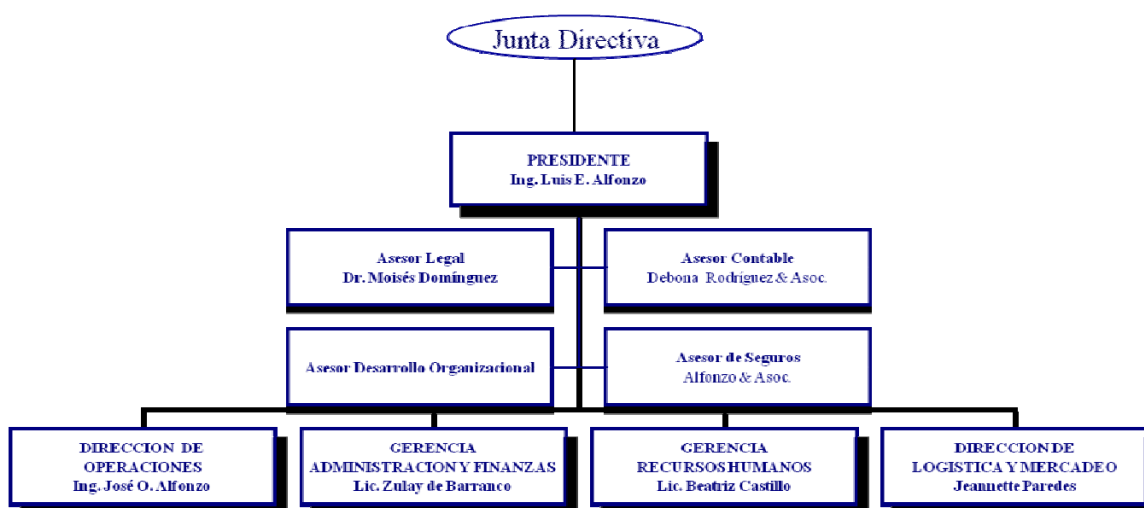 Junta Directiva
PRESIDENTE
Ing. Luis E. Alfonzo
Asesor Legal
Dr. Moisés Domínguez
Asesor Contable
Debona Rodríguez & Asoc.
Asesor Desarrollo Organizacional
Asesor de Seguros
Alfonzo & Asoc.
DIRECCION DE
OPERACIONES
Ing. José O. Alfonzo
GERENCIA
ADMINISTRACION Y FINANZAS
Lic. Zulay de Barranco
GERENCIA
RECURSOS HUMANOS
Lic. Beatriz Castillo
DIRECCION DE
LOGISTICA Y MERCADEO
Jeannette Paredes